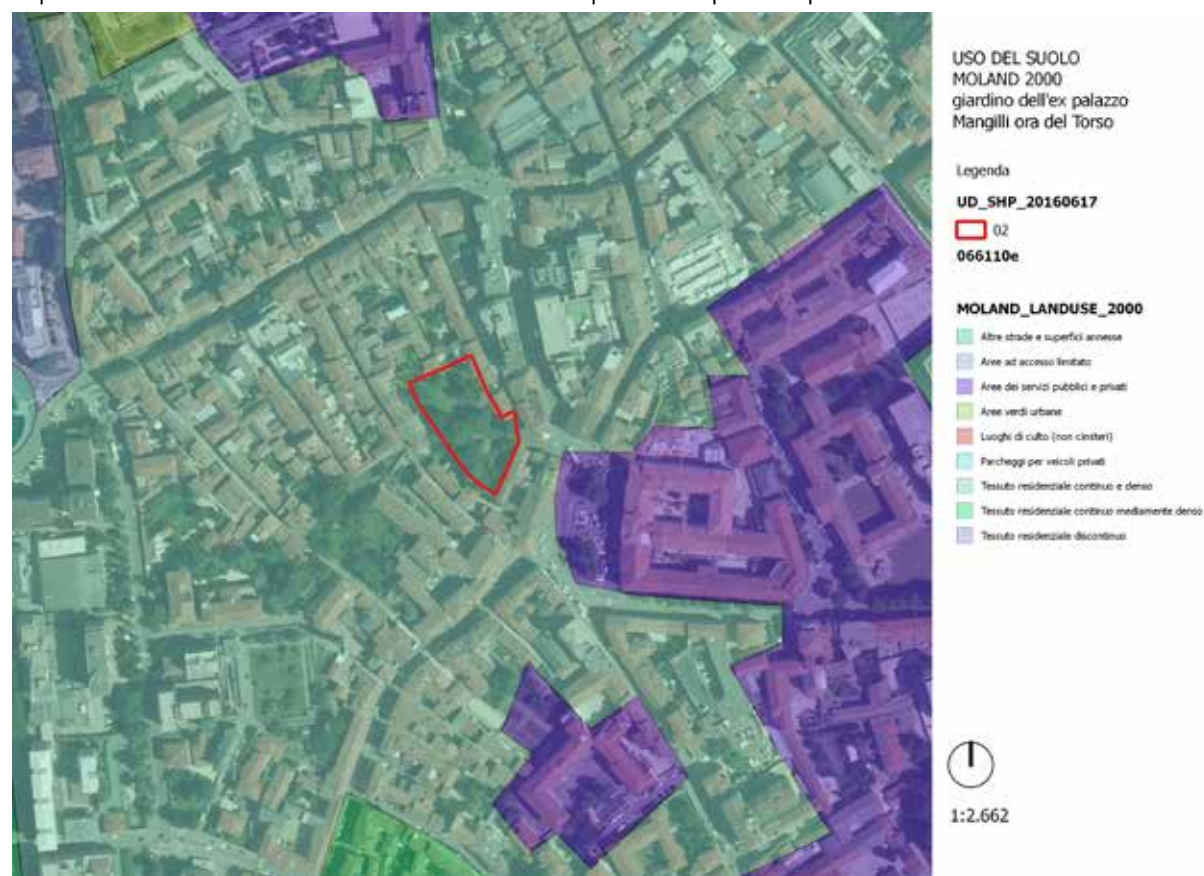 USO DEL SUOLO
MOLAND 2000
giardino dell'ex palazzo
Mangilli ora del Torso
Legenda
UD_SHP_20160617
02
066110e
MOLAND_LANDUSE_2000
Altre strade e superfici annesse
Aree ad accesso limitato
Aree dei servizi pubblici e privati
Aree verdi urbane
Luoghi di culto (non cimiteri)
Parcheggi per veicoli privati
Tessuto residenziale continuo e denso
Tessuto residenziale continuo mediamente denso
Tessuto residenziale discontinuo
1:2.662